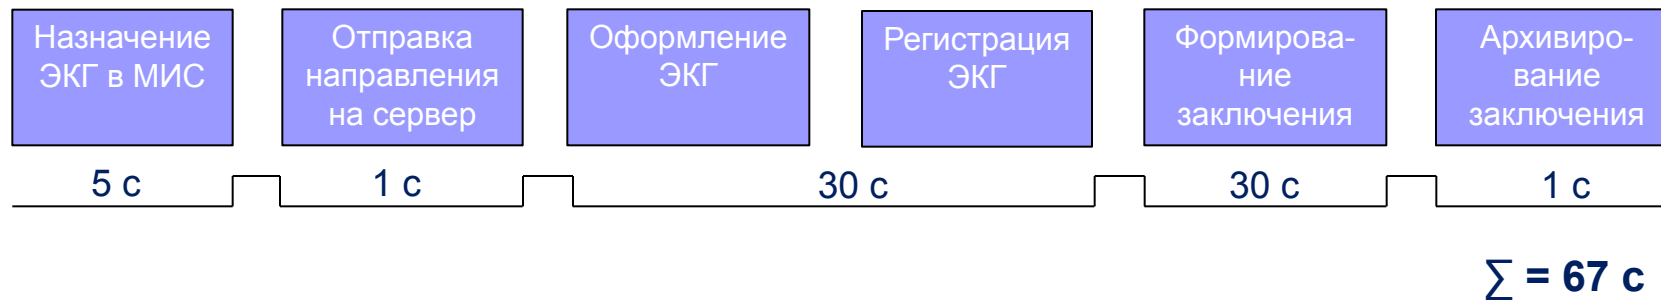 Назначение
ЭКГ в МИС
Отправка
направления
на сервер
Оформление
ЭКГ
Регистрация
ЭКГ
Формирова-
ние
заключения
Архивиро-
вание
заключения
5 с
1 с
30 с
30 с
1 с
∑ = 67 с